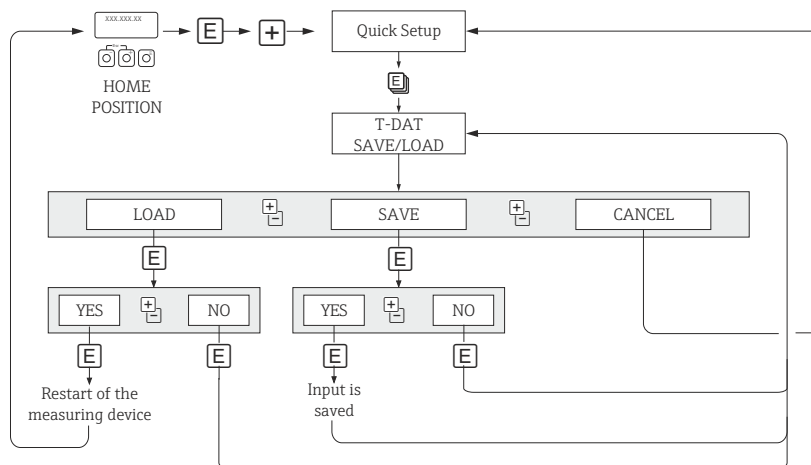 xxx.xxx.xx
Esc
E
+
Quick Setup
HOME
POSITION
E
T-DAT
SAVE/LOAD
LOAD
+
-
SAVE
+
-
CANCEL
E
E
YES
+
-
NO
YES
+
-
NO
E
E
E
E
Restart of the
measuring device
Input is
saved